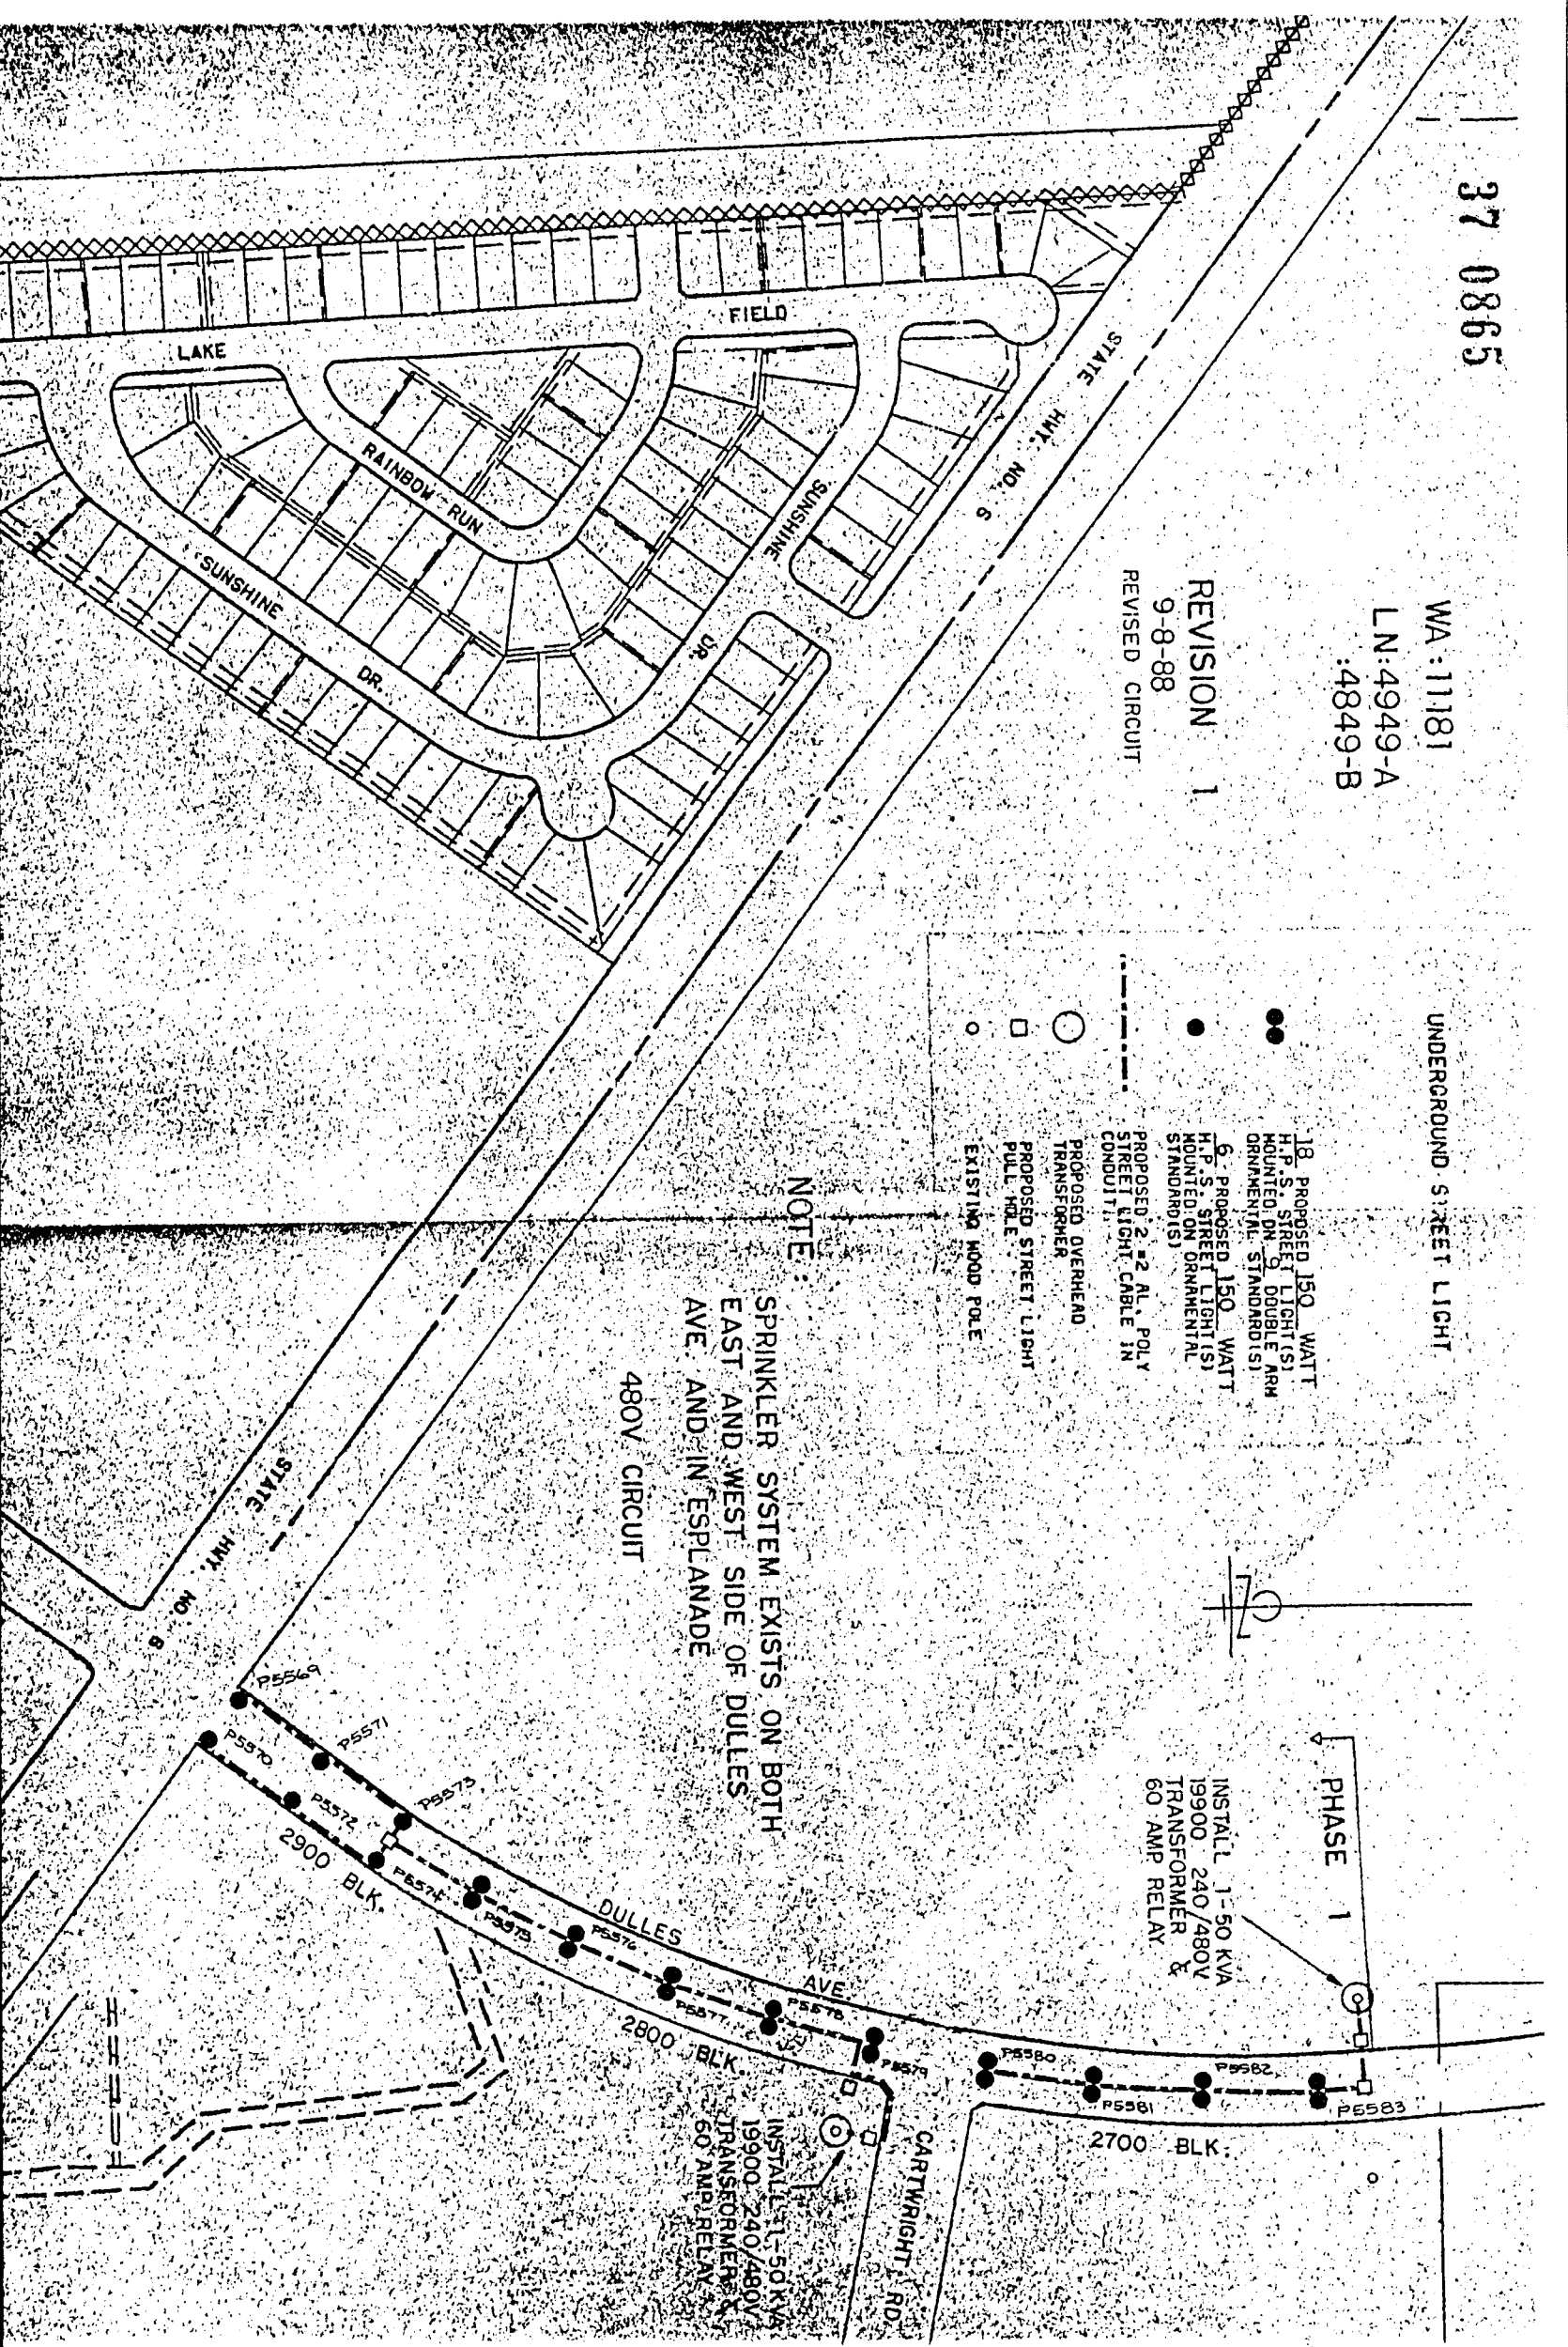 37 0865
WA : 11181
LN:4949-A
:4849-B
REVISION 1
9-8-88
REVISED CIRCUIT
UNDERGROUND STREET LIGHT
18 PROPOSED 150 WATT
H.P.S. STREET LIGHT(S)
MOUNTED ON 9 DOUBLE ARM
ORNAMENTAL STANDARD(S)
6 PROPOSED 150 WATT
H.P.S. STREET LIGHT(S)
MOUNTED ON ORNAMENTAL
STANDARD(S)
PROPOSED 2 #2 AL. POLY
STREET LIGHT CABLE IN
CONDUIT.
PROPOSED OVERHEAD
TRANSFORMER
PROPOSED STREET LIGHT
PULL HOLE
EXISTING WOOD POLE
NOTE:
SPRINKLER SYSTEM EXISTS ON BOTH
EAST AND WEST SIDE OF DULLES
AVE. AND IN ESPLANADE
480V CIRCUIT
PHASE 1
INSTALL 1-50 KVA
19900 240/480V
TRANSFORMER &
60 AMP RELAY
INSTALL 1-50 KVA
19900 240/480V
TRANSFORMER &
60 AMP RELAY
STATE HWY. NO. 6
STATE HWY. NO. 6
LAKE FIELD
RAINBOW RUN
SUNSHINE DR.
SUNSHINE DR.
DULLES AVE
CARTWRIGHT RD.
2700 BLK.
2800 BLK.
2900 BLK.
P5569
P5570
P5571
P5572
P5573
P5574
P5575
P5576
P5577
P5578
P5579
P5580
P5581
P5582
P5583